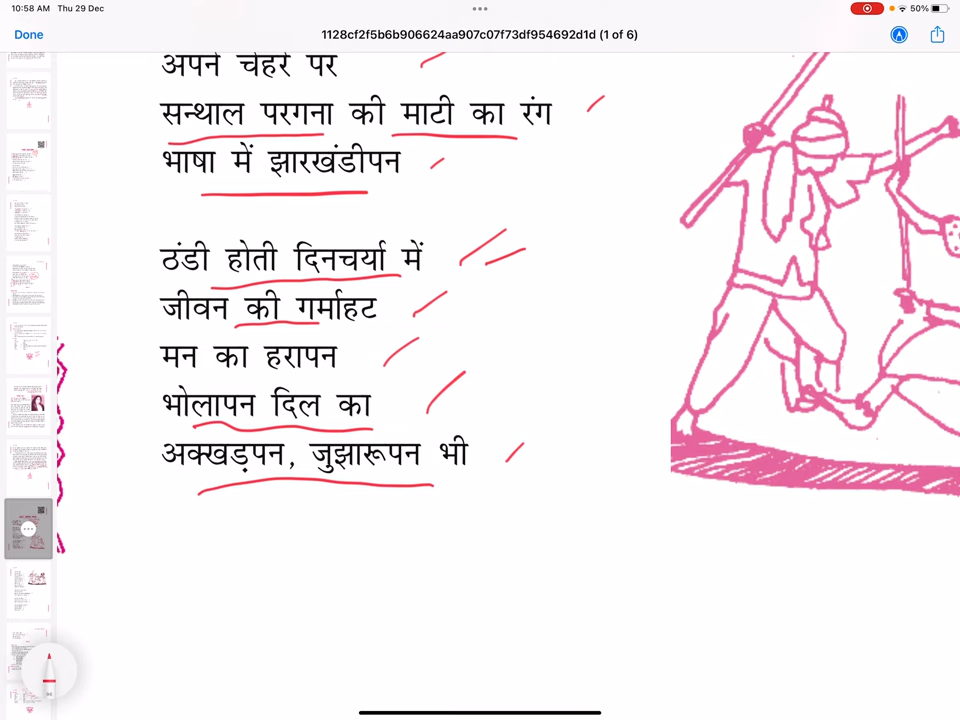 10:58 AM Thu 29 Dec
50%
Done
1128cf2f5b6b906624aa907c07f73df954692d1d (1 of 6)
अपने चेहरे पर
सन्थाल परगना की माटी का रंग
भाषा में झारखंडीपन
ठंडी होती दिनचर्या में
जीवन की गर्माहट
मन का हरापन
भोलापन दिल का
अक्खड़पन, जुझारूपन भी